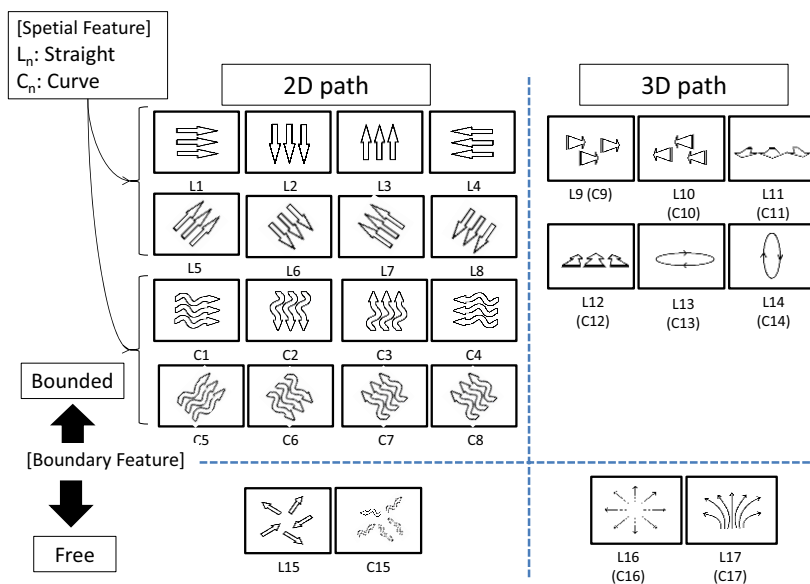 [Spetial Feature]
Ln: Straight
Cn: Curve
2D path
3D path
L1 L2 L3 L4
L5 L6 L7 L8
C1 C2 C3 C4
C5 C6 C7 C8
L9 (C9) L10 L11
(C10) (C11)
L12 L13 L14
(C12) (C13) (C14)
Bounded
[Boundary Feature]
Free
L15 C15
L16 L17
(C16) (C17)